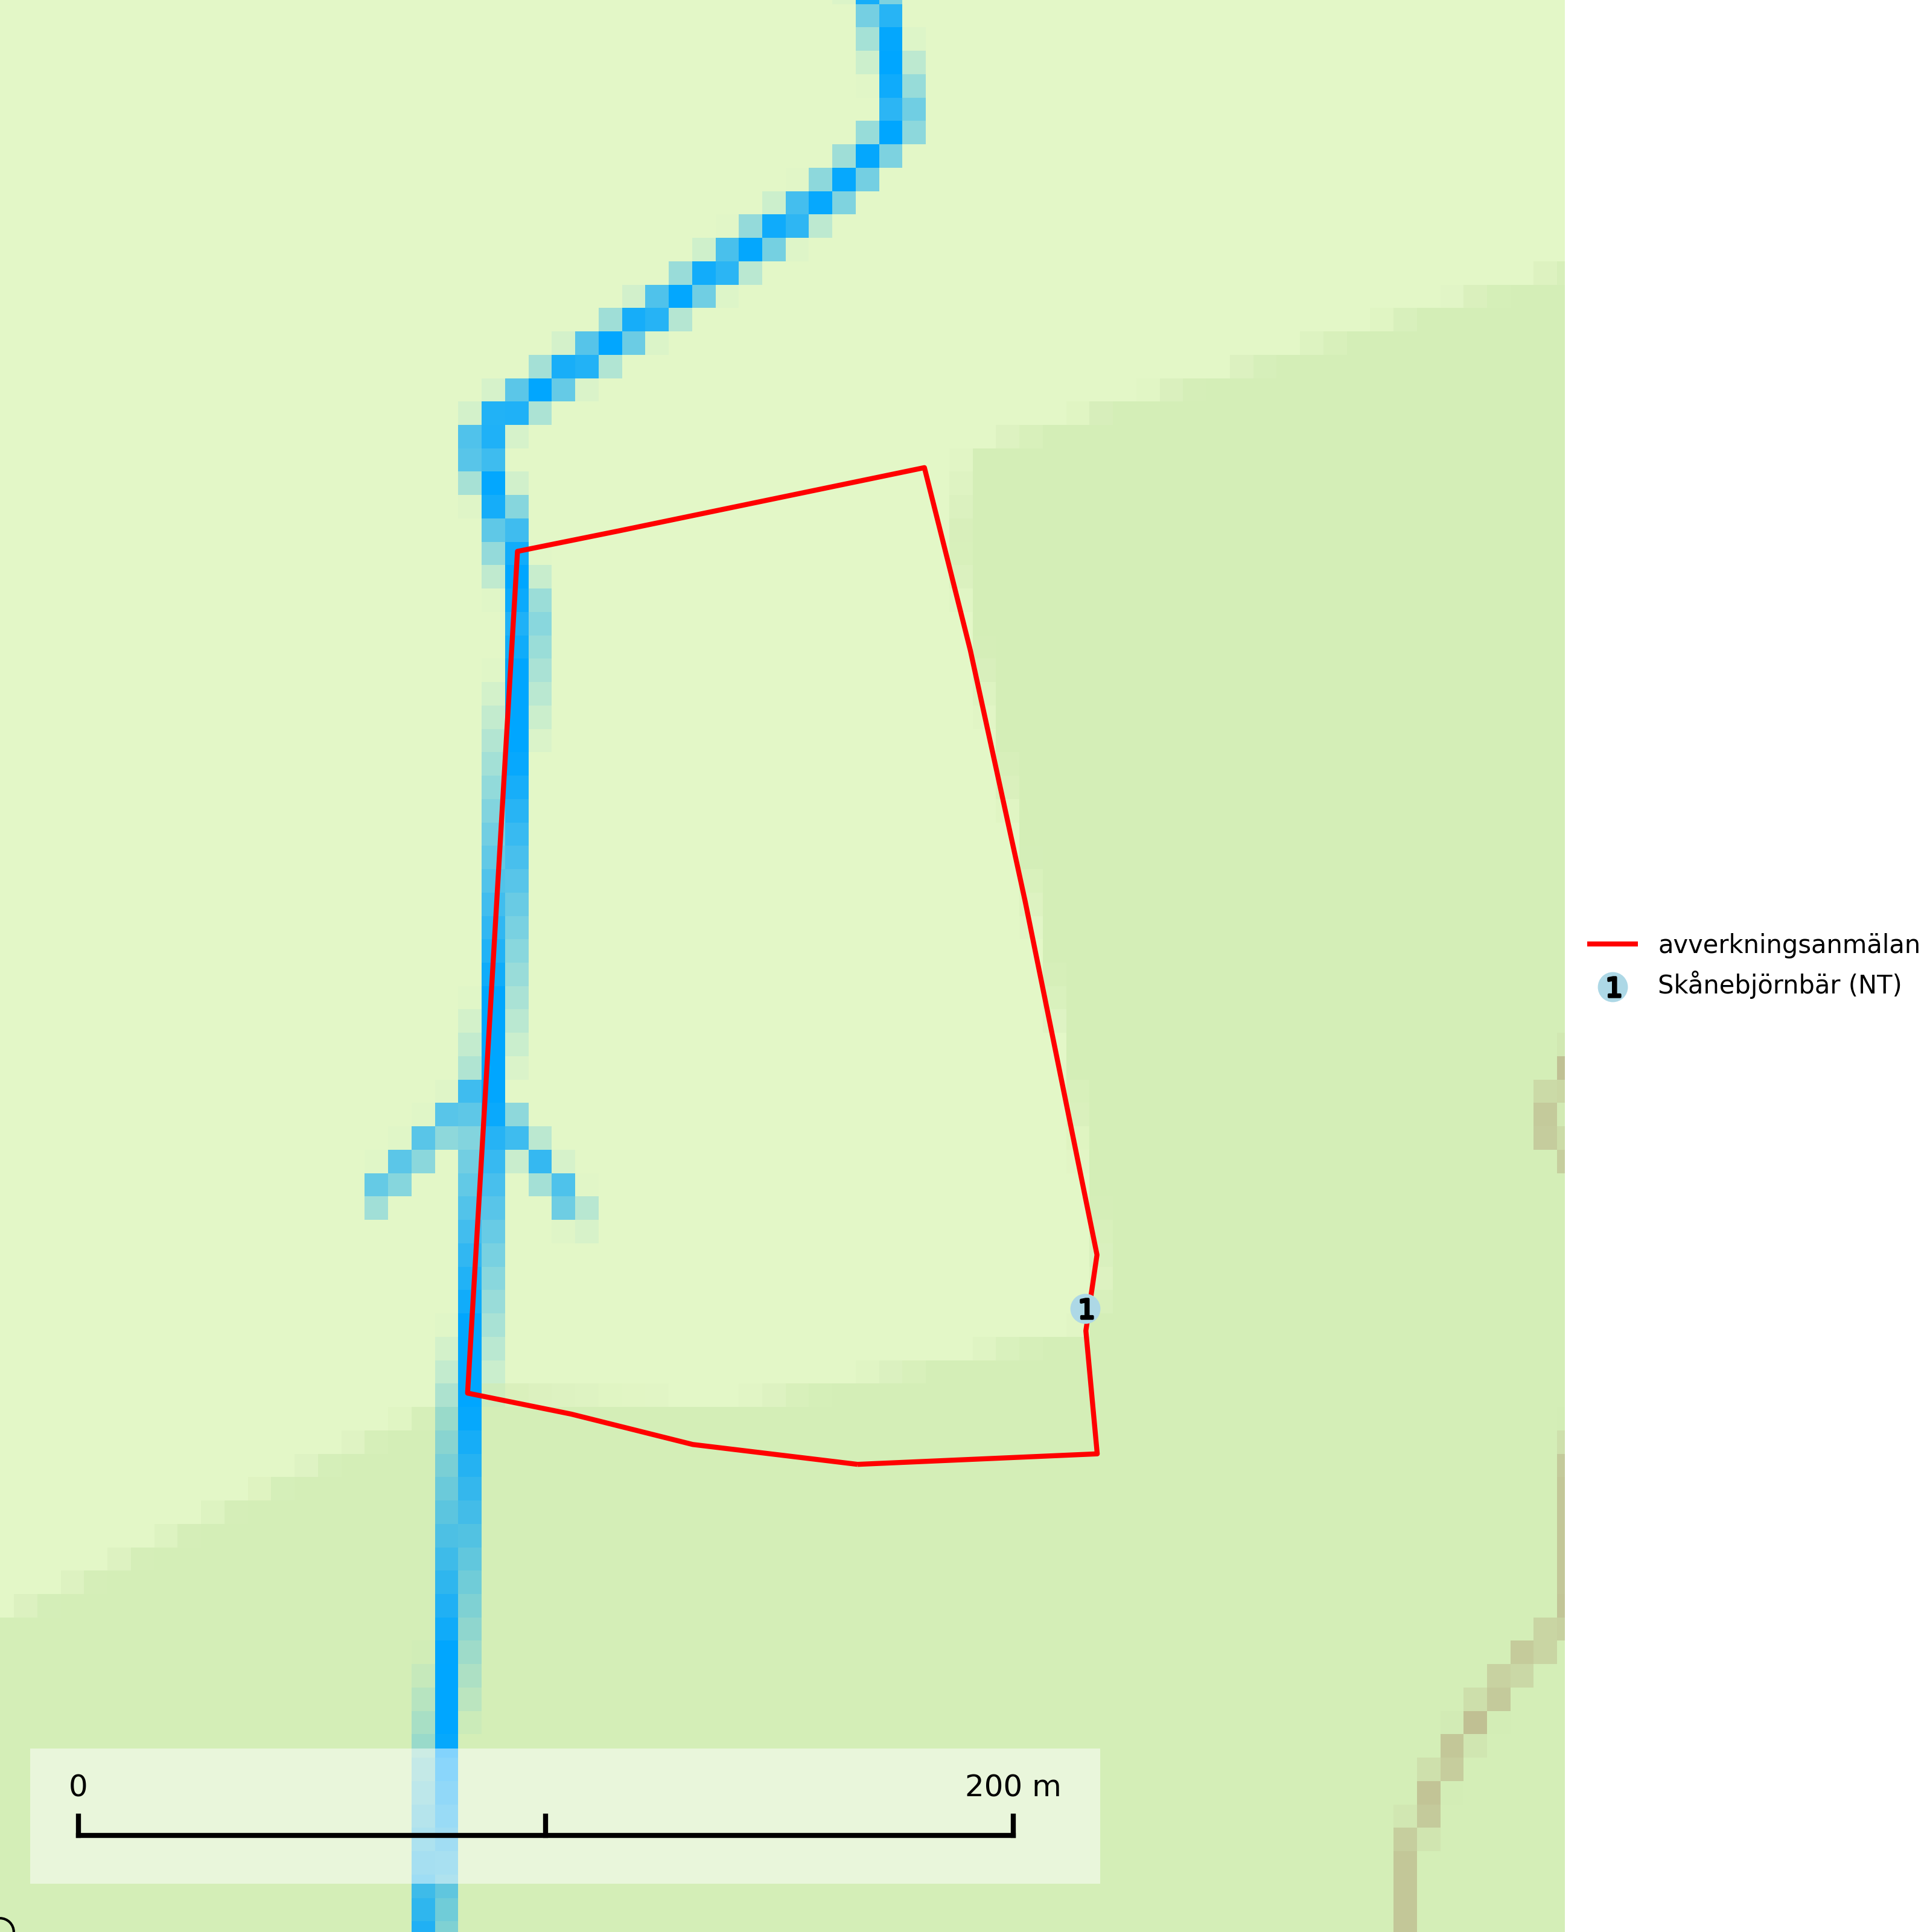 avverkningsanmälan
1 Skånebjörnbär (NT)
1
0 200 m